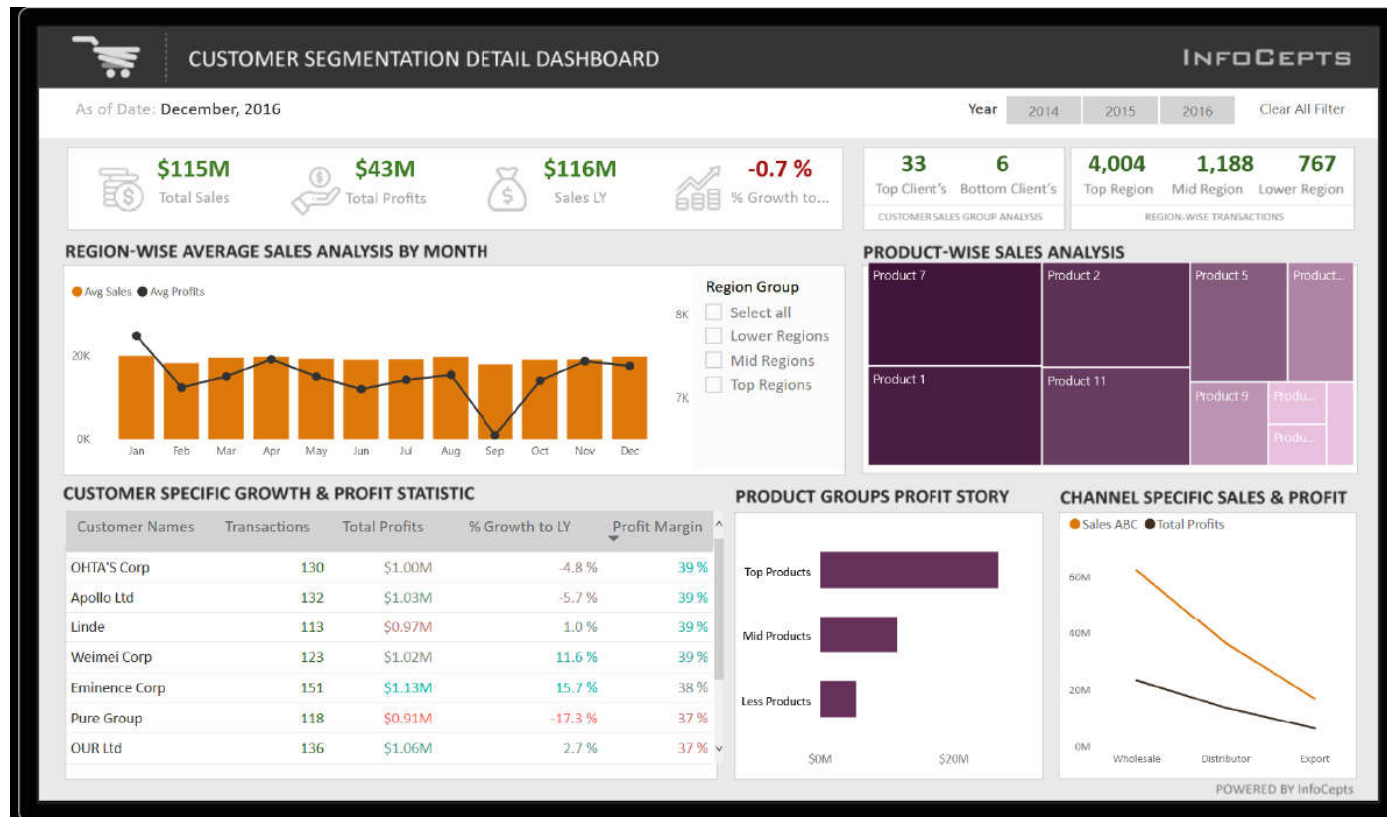 CUSTOMER SEGMENTATION DETAIL DASHBOARD
INFOCEPTS
As of Date: December, 2016
Year 2014 2015 2016 Clear All Filter
$115M
Total Sales
$43M
Total Profits
$116M
Sales LY
-0.7 %
% Growth to...
33
Top Client's
6
Bottom Client's
CUSTOMER SALES GROUP ANALYSIS
4,004
Top Region
1,188
Mid Region
767
Lower Region
REGION-WISE TRANSACTIONS
REGION-WISE AVERAGE SALES ANALYSIS BY MONTH
Avg Sales Avg Profits
20K
0K
8K
7K
Jan Feb Mar Apr May Jun Jul Aug Sep Oct Nov Dec
Region Group
Select all
Lower Regions
Mid Regions
Top Regions
PRODUCT-WISE SALES ANALYSIS
Product 7
Product 2
Product 5
Product...
Product 1
Product 11
Product 9
Produ...
Produ...
CUSTOMER SPECIFIC GROWTH & PROFIT STATISTIC
Customer Names Transactions Total Profits % Growth to LY Profit Margin
OHTA'S Corp 130 $1.00M -4.8 % 39 %
Apollo Ltd 132 $1.03M -5.7 % 39 %
Linde 113 $0.97M 1.0 % 39 %
Weimei Corp 123 $1.02M 11.6 % 39 %
Eminence Corp 151 $1.13M 15.7 % 38 %
Pure Group 118 $0.91M -17.3 % 37 %
OUR Ltd 136 $1.06M 2.7 % 37 %
PRODUCT GROUPS PROFIT STORY
Top Products
Mid Products
Less Products
$0M $20M
CHANNEL SPECIFIC SALES & PROFIT
Sales ABC Total Profits
60M
40M
20M
0M
Wholesale Distributor Export
POWERED BY InfoCepts